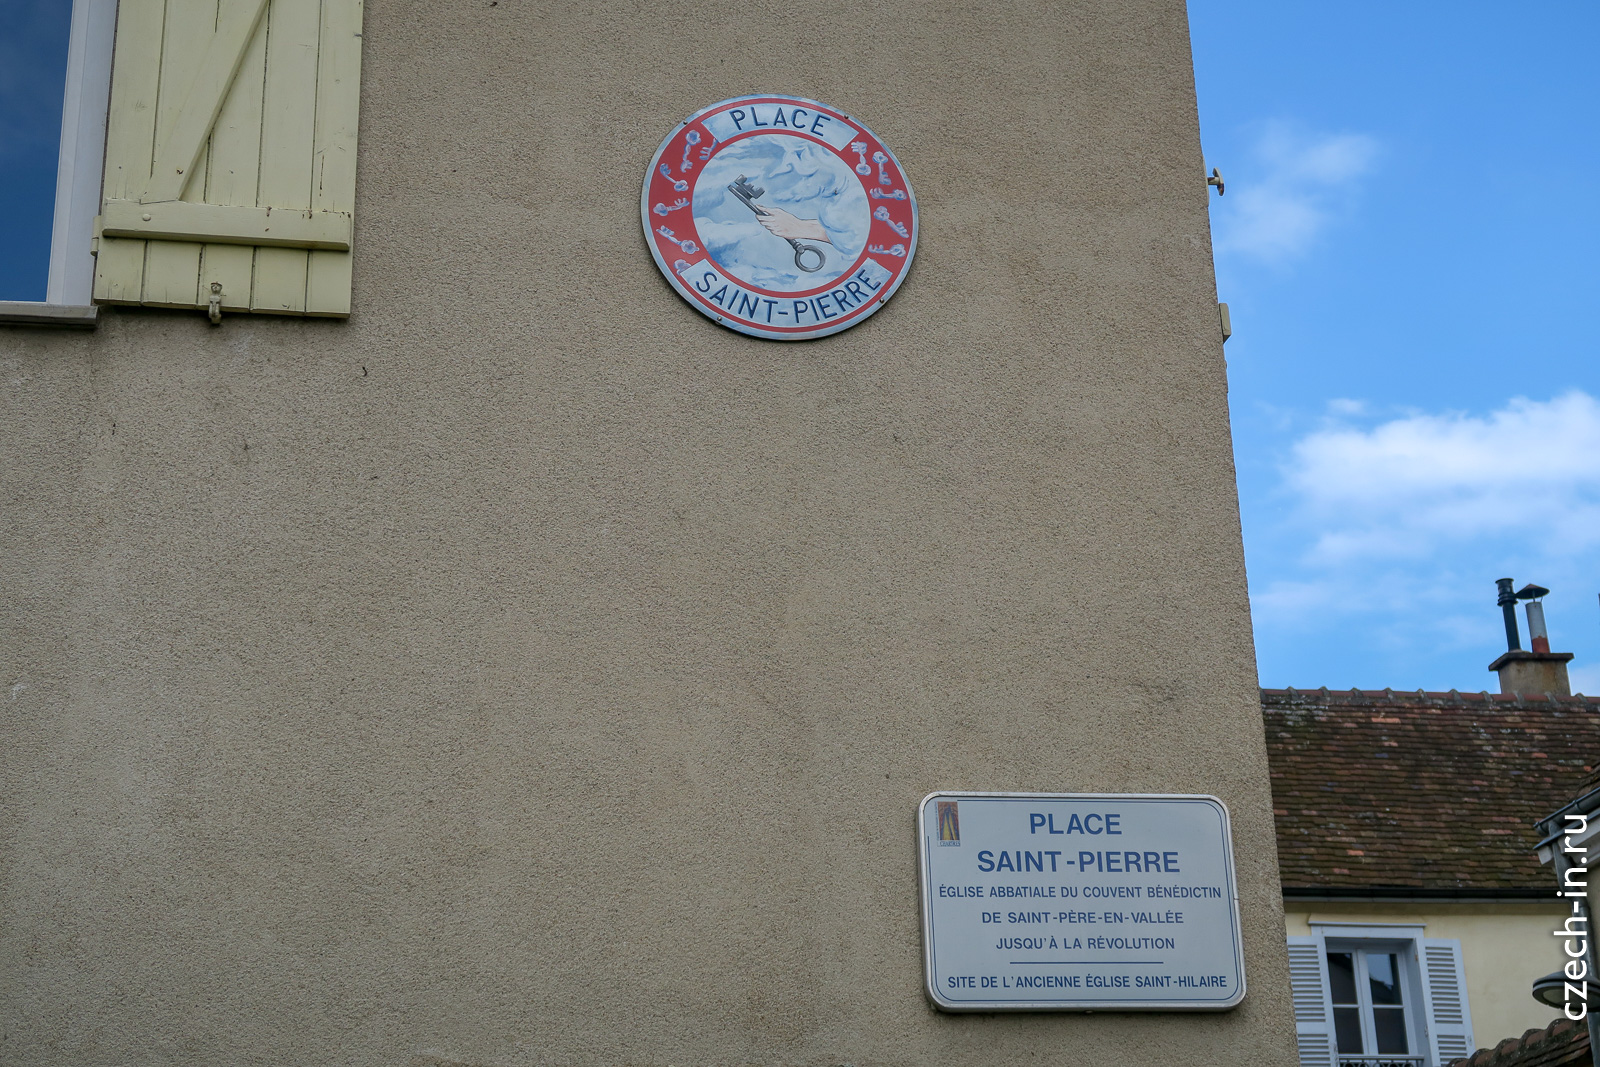 PLACE
SAINT-PIERRE
CHARTRES
PLACE
SAINT-PIERRE
ÉGLISE ABBATIALE DU COUVENT BÉNÉDICTIN
DE SAINT-PÈRE-EN-VALLÉE
JUSQU'À LA RÉVOLUTION
SITE DE L'ANCIENNE ÉGLISE SAINT-HILAIRE
czech-in.ru